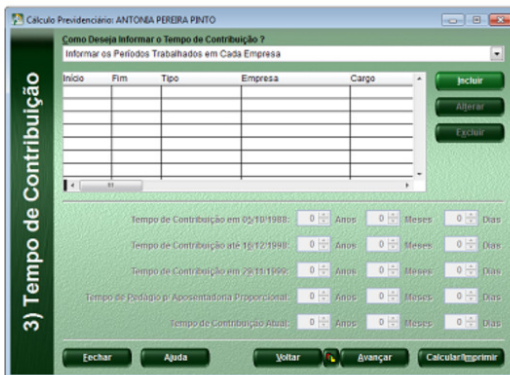 Cálculo Previdenciário: ANTONIA PEREIRA PINTO
Como Deseja Informar o Tempo de Contribuição ?
Informar os Períodos Trabalhados em Cada Empresa
Início Fim Tipo Empresa Cargo
Incluir
Alterar
Excluir
3) Tempo de Contribuição
Tempo de Contribuição em 05/10/1988: 0 Anos 0 Meses 0 Dias
Tempo de Contribuição até 16/12/1998: 0 Anos 0 Meses 0 Dias
Tempo de Contribuição em 29/11/1999: 0 Anos 0 Meses 0 Dias
Tempo de Pedágio p/ Aposentadoria Proporcional: 0 Anos 0 Meses 0 Dias
Tempo de Contribuição Atual: 0 Anos 0 Meses 0 Dias
Fechar Ajuda Voltar Avançar Calcular/Imprimir